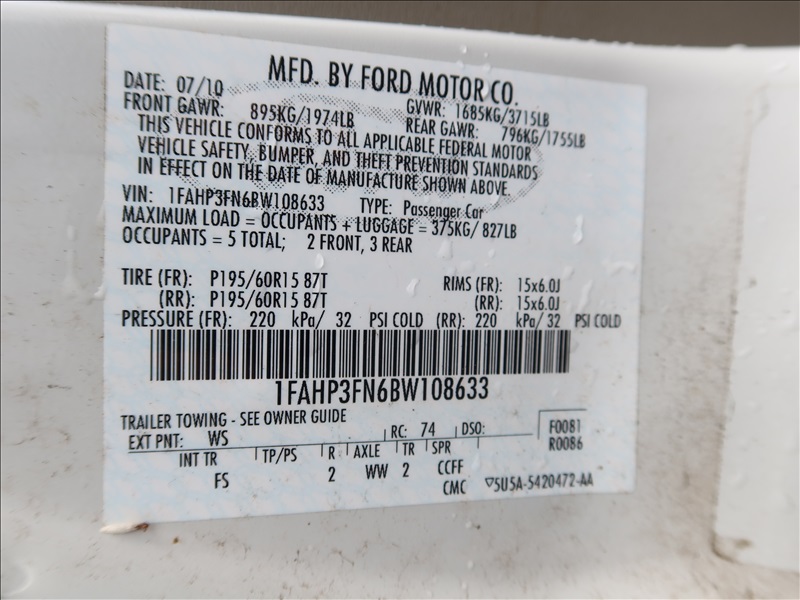 MFD. BY FORD MOTOR CO.
DATE: 07/10 GVWR: 1685KG/3715LB
FRONT GAWR: 895KG/1974LB REAR GAWR: 796KG/1755LB
THIS VEHICLE CONFORMS TO ALL APPLICABLE FEDERAL MOTOR
VEHICLE SAFETY, BUMPER, AND THEFT PREVENTION STANDARDS
IN EFFECT ON THE DATE OF MANUFACTURE SHOWN ABOVE.
VIN: 1FAHP3FN6BW108633 TYPE: Passenger Car
MAXIMUM LOAD = OCCUPANTS + LUGGAGE = 375KG/ 827LB
OCCUPANTS = 5 TOTAL; 2 FRONT, 3 REAR
TIRE (FR): P195/60R15 87T RIMS (FR): 15x6.0J
(RR): P195/60R15 87T (RR): 15x6.0J
PRESSURE (FR): 220 kPa/ 32 PSI COLD (RR): 220 kPa/ 32 PSI COLD
1FAHP3FN6BW108633
TRAILER TOWING - SEE OWNER GUIDE F0081
EXT PNT: WS RC: 74 DSO: R0086
INT TR TP/PS R AXLE TR SPR
FS 2 WW 2 CCFF
CMC ▽5U5A-5420472-AA